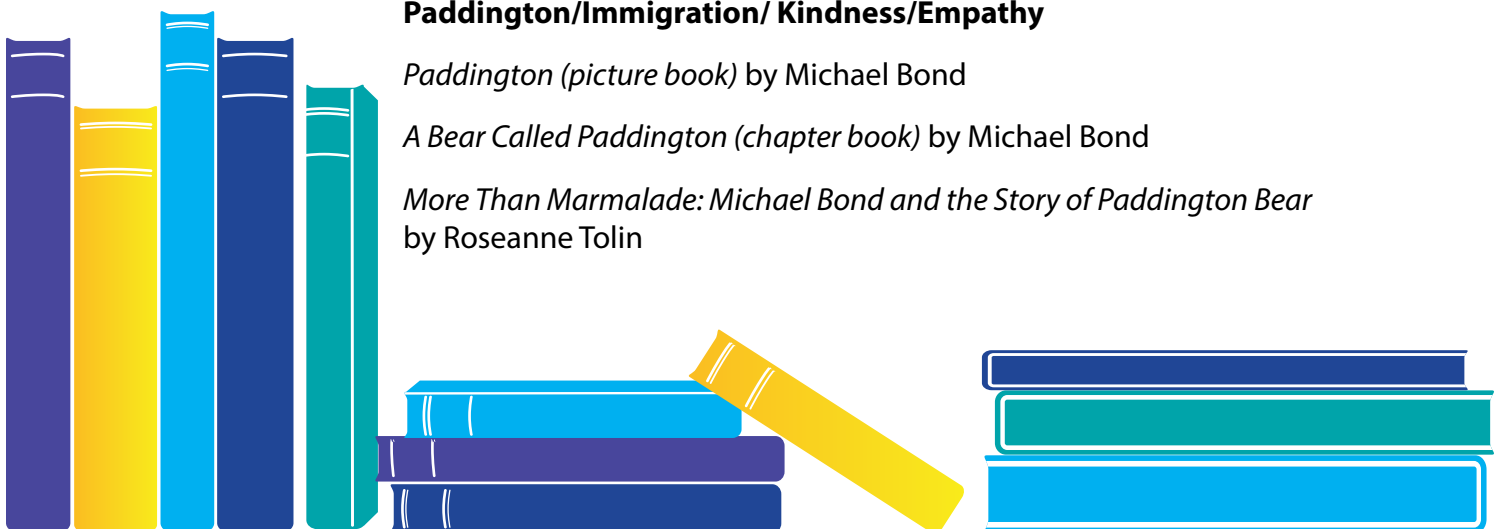 Paddington/Immigration/ Kindness/Empathy
Paddington (picture book) by Michael Bond
A Bear Called Paddington (chapter book) by Michael Bond
More Than Marmalade: Michael Bond and the Story of Paddington Bear
by Roseanne Tolin